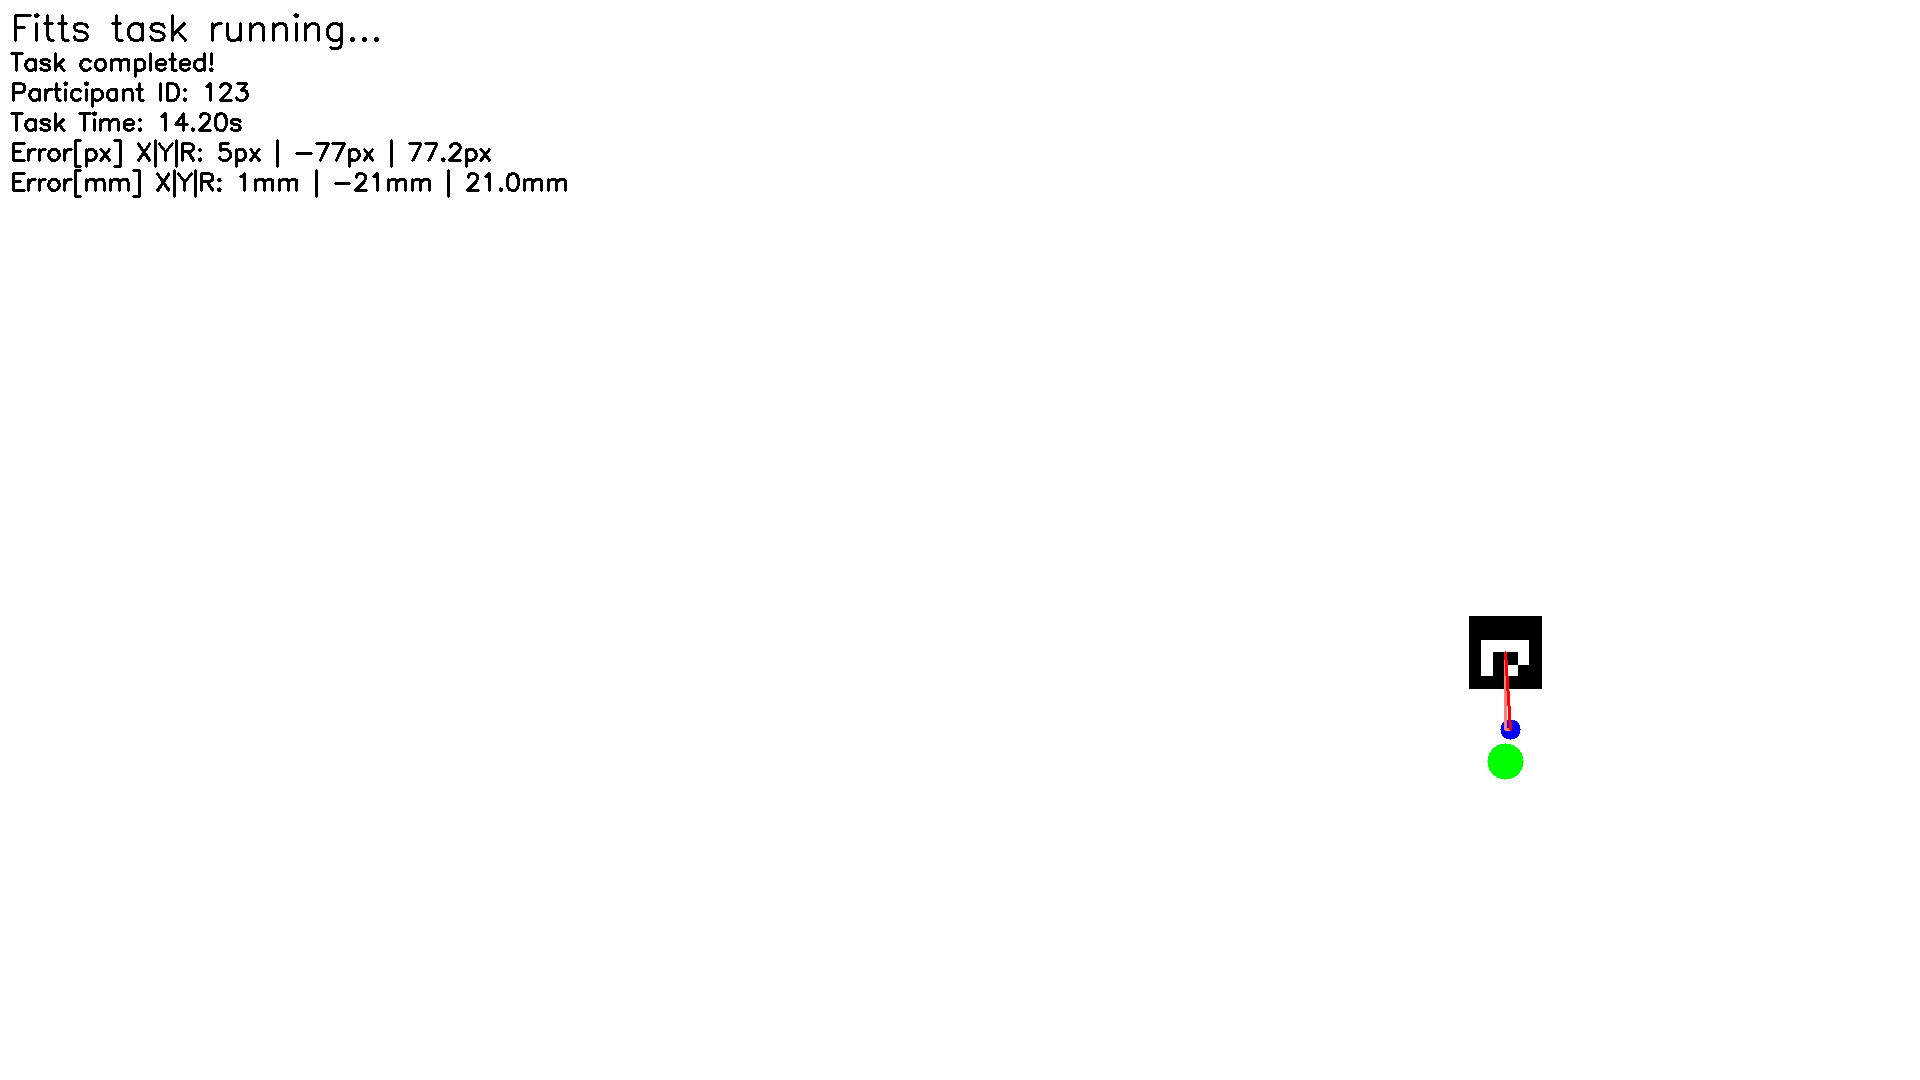 Fitts task running...
Task completed!
Participant ID: 123
Task Time: 14.20s
Error[px] X|Y|R: 5px | -77px | 77.2px
Error[mm] X|Y|R: 1mm | -21mm | 21.0mm